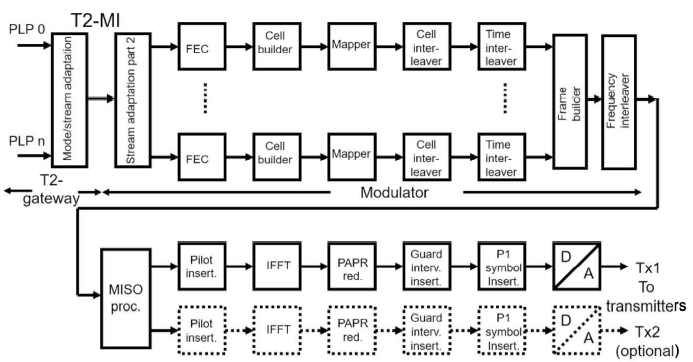 T2-MI
PLP 0
PLP n
Mode/stream adaptation
Stream adaptation part 2
FEC
Cell
builder
Mapper
Cell
inter-
leaver
Time
inter-
leaver
FEC
Cell
builder
Mapper
Cell
inter-
leaver
Time
inter-
leaver
Frame
builder
Frequency
interleaver
T2-
gateway
Modulator
MISO
proc.
Pilot
insert.
IFFT
PAPR
red.
Guard
interv.
insert.
P1
symbol
Insert.
D
A
Tx1
To
transmitters
Pilot
insert.
IFFT
PAPR
red.
Guard
interv.
insert.
P1
symbol
Insert.
D
A
Tx2
(optional)